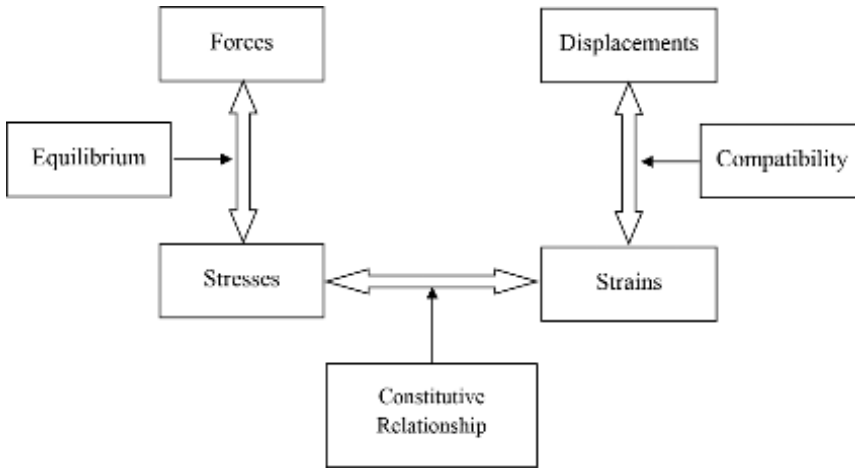 Forces
Displacements
Equilibrium
Compatibility
Stresses
Strains
Constitutive
Relationship